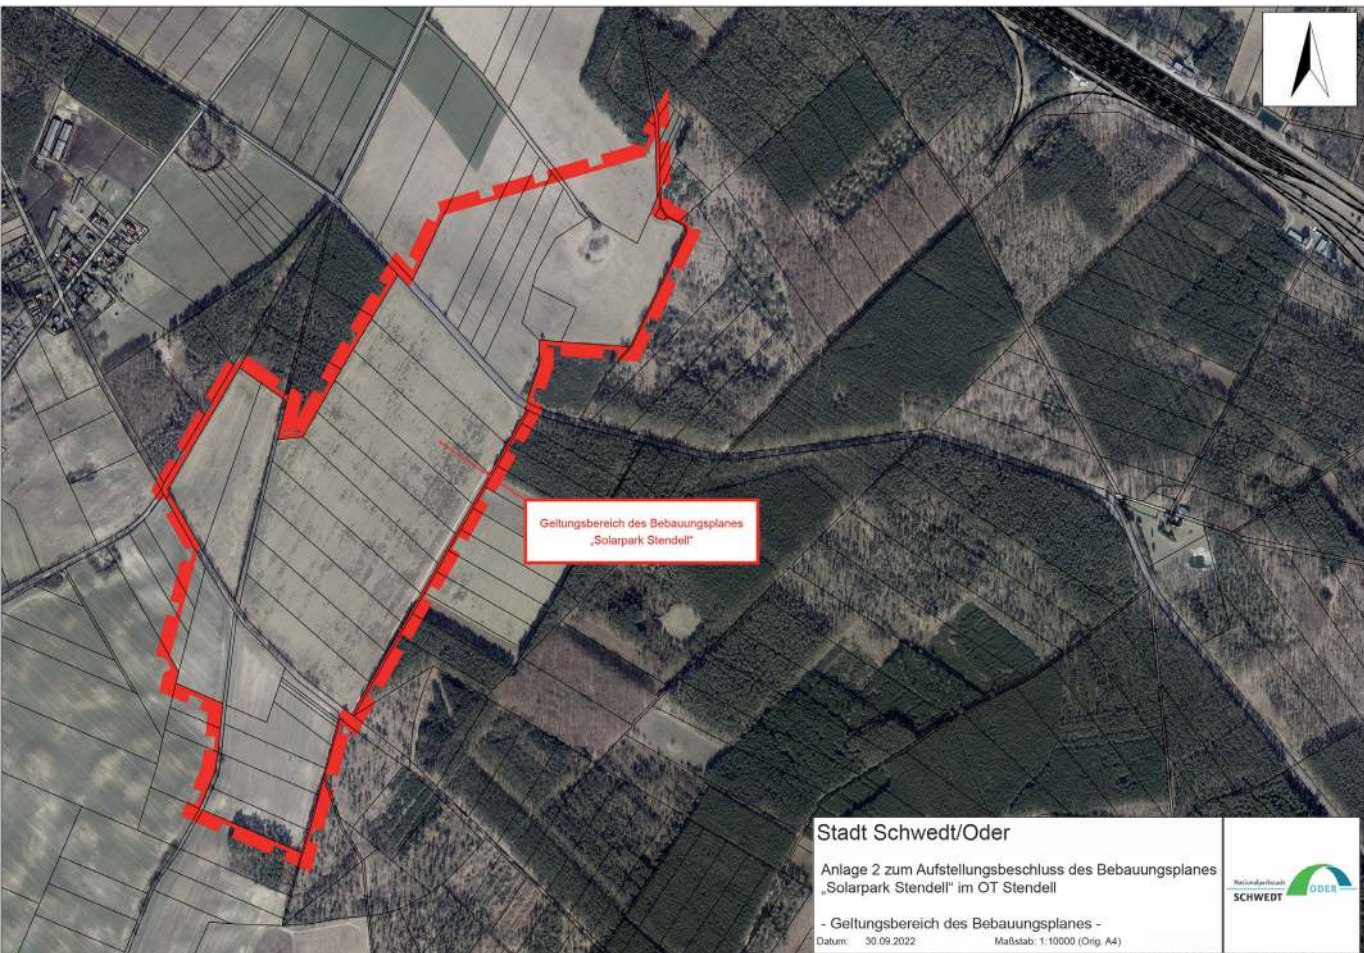 Geltungsbereich des Bebauungsplanes
„Solarpark Stendell"
Stadt Schwedt/Oder
Anlage 2 zum Aufstellungsbeschluss des Bebauungsplanes
„Solarpark Stendell" im OT Stendell
- Geltungsbereich des Bebauungsplanes -
Datum: 30.09.2022 Maßstab: 1:10000 (Orig. A4)
Nationalparkstadt
SCHWEDT
ODER